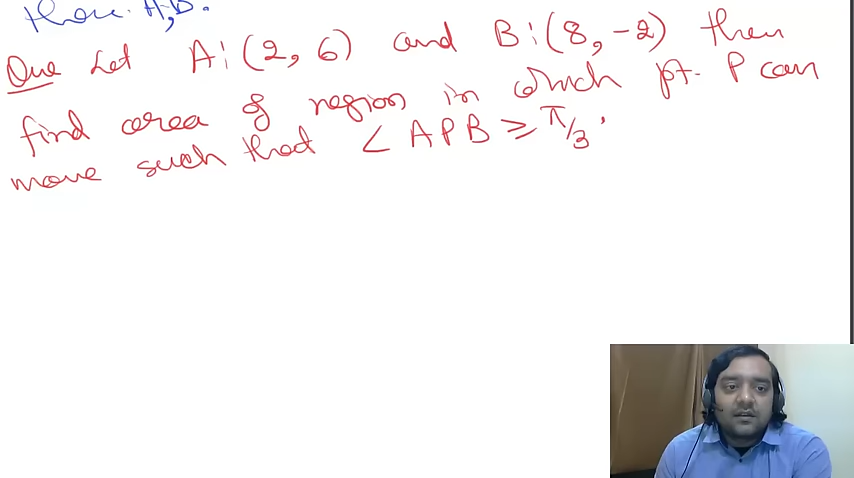 there. A, B.
Que Let A: (2, 6) and B: (8, -2) then
find area of region in which pt. P can
move such that < APB ≥ π/3.